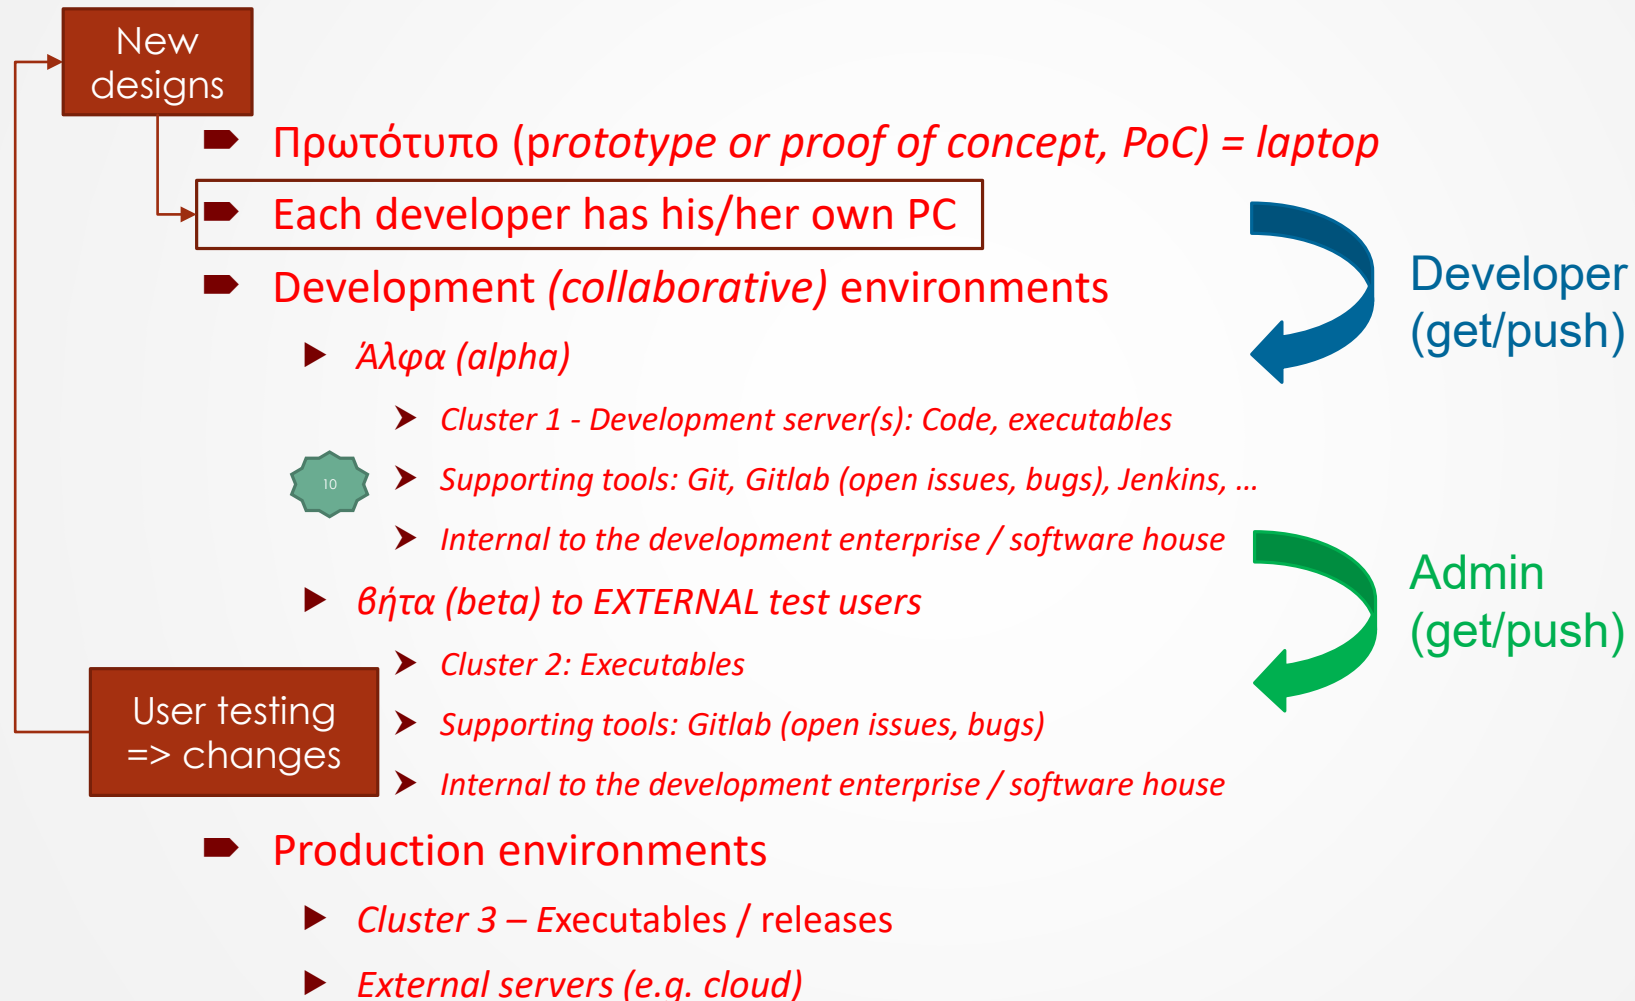 New
designs
Πρωτότυπο (prototype or proof of concept, PoC) = laptop
Each developer has his/her own PC
Development (collaborative) environments
Άλφα (alpha)
Cluster 1 - Development server(s): Code, executables
10
Supporting tools: Git, Gitlab (open issues, bugs), Jenkins, …
Internal to the development enterprise / software house
βήτα (beta) to EXTERNAL test users
Cluster 2: Executables
Supporting tools: Gitlab (open issues, bugs)
Internal to the development enterprise / software house
User testing
=> changes
Production environments
Cluster 3 – Executables / releases
External servers (e.g. cloud)
Developer
(get/push)
Admin
(get/push)